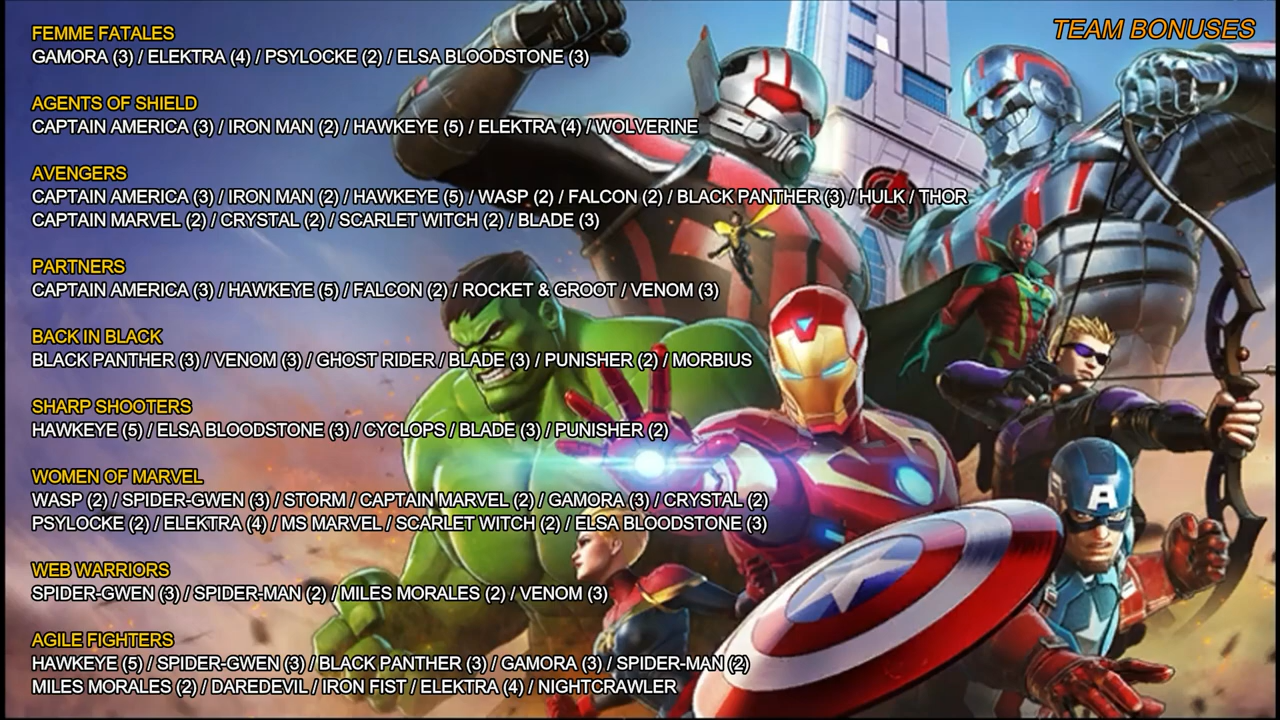 TEAM BONUSES
FEMME FATALES
GAMORA (3) / ELEKTRA (4) / PSYLOCKE (2) / ELSA BLOODSTONE (3)
AGENTS OF SHIELD
CAPTAIN AMERICA (3) / IRON MAN (2) / HAWKEYE (5) / ELEKTRA (4) / WOLVERINE
AVENGERS
CAPTAIN AMERICA (3) / IRON MAN (2) / HAWKEYE (5) / WASP (2) / FALCON (2) / BLACK PANTHER (3) / HULK / THOR
CAPTAIN MARVEL (2) / CRYSTAL (2) / SCARLET WITCH (2) / BLADE (3)
PARTNERS
CAPTAIN AMERICA (3) / HAWKEYE (5) / FALCON (2) / ROCKET & GROOT / VENOM (3)
BACK IN BLACK
BLACK PANTHER (3) / VENOM (3) / GHOST RIDER / BLADE (3) / PUNISHER (2) / MORBIUS
SHARP SHOOTERS
HAWKEYE (5) / ELSA BLOODSTONE (3) / CYCLOPS / BLADE (3) / PUNISHER (2)
WOMEN OF MARVEL
WASP (2) / SPIDER-GWEN (3) / STORM / CAPTAIN MARVEL (2) / GAMORA (3) / CRYSTAL (2)
PSYLOCKE (2) / ELEKTRA (4) / MS MARVEL / SCARLET WITCH (2) / ELSA BLOODSTONE (3)
WEB WARRIORS
SPIDER-GWEN (3) / SPIDER-MAN (2) / MILES MORALES (2) / VENOM (3)
AGILE FIGHTERS
HAWKEYE (5) / SPIDER-GWEN (3) / BLACK PANTHER (3) / GAMORA (3) / SPIDER-MAN (2)
MILES MORALES (2) / DAREDEVIL / IRON FIST / ELEKTRA (4) / NIGHTCRAWLER
A